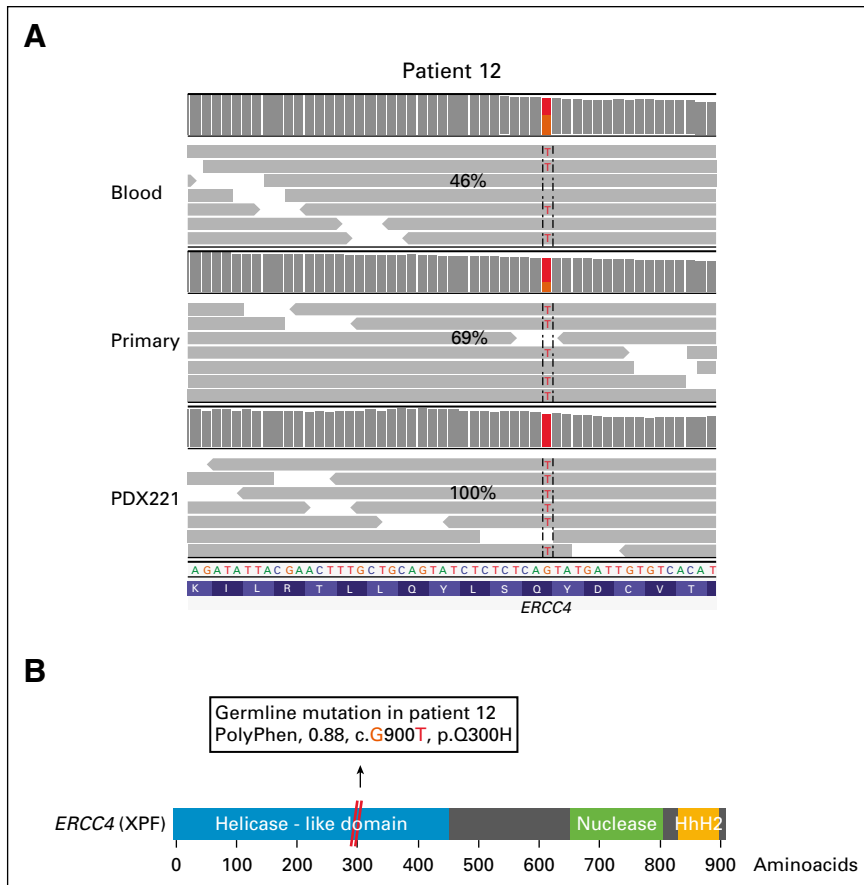 A
Patient 12
T
T
Blood
46%
T
T
T
T
Primary
69%
T
T
T
T
T
PDX221
100%
T
T
T
T
AGATATTACGAACTTTGCTGCAGTATCTCTCTCAGTATGATTGTGTCACAT
K I L R T L L Q Y L S Q Y D C V T
ERCC4
B
Germline mutation in patient 12
PolyPhen, 0.88, c.G900T, p.Q300H
ERCC4 (XPF) Helicase - like domain Nuclease HhH2
0 100 200 300 400 500 600 700 800 900 Aminoacids